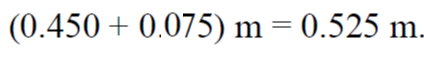 (0.450 + 0.075) m = 0.525 m.